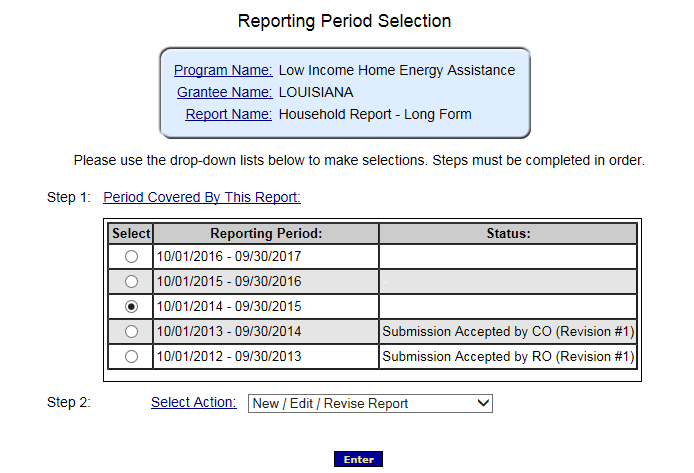 Reporting Period Selection
Program Name: Low Income Home Energy Assistance
Grantee Name: LOUISIANA
Report Name: Household Report - Long Form
Please use the drop-down lists below to make selections. Steps must be completed in order.
Step 1: Period Covered By This Report:
Select Reporting Period: Status:
10/01/2016 - 09/30/2017
10/01/2015 - 09/30/2016
10/01/2014 - 09/30/2015
10/01/2013 - 09/30/2014 Submission Accepted by CO (Revision #1)
10/01/2012 - 09/30/2013 Submission Accepted by RO (Revision #1)
Step 2: Select Action: New / Edit / Revise Report
Enter